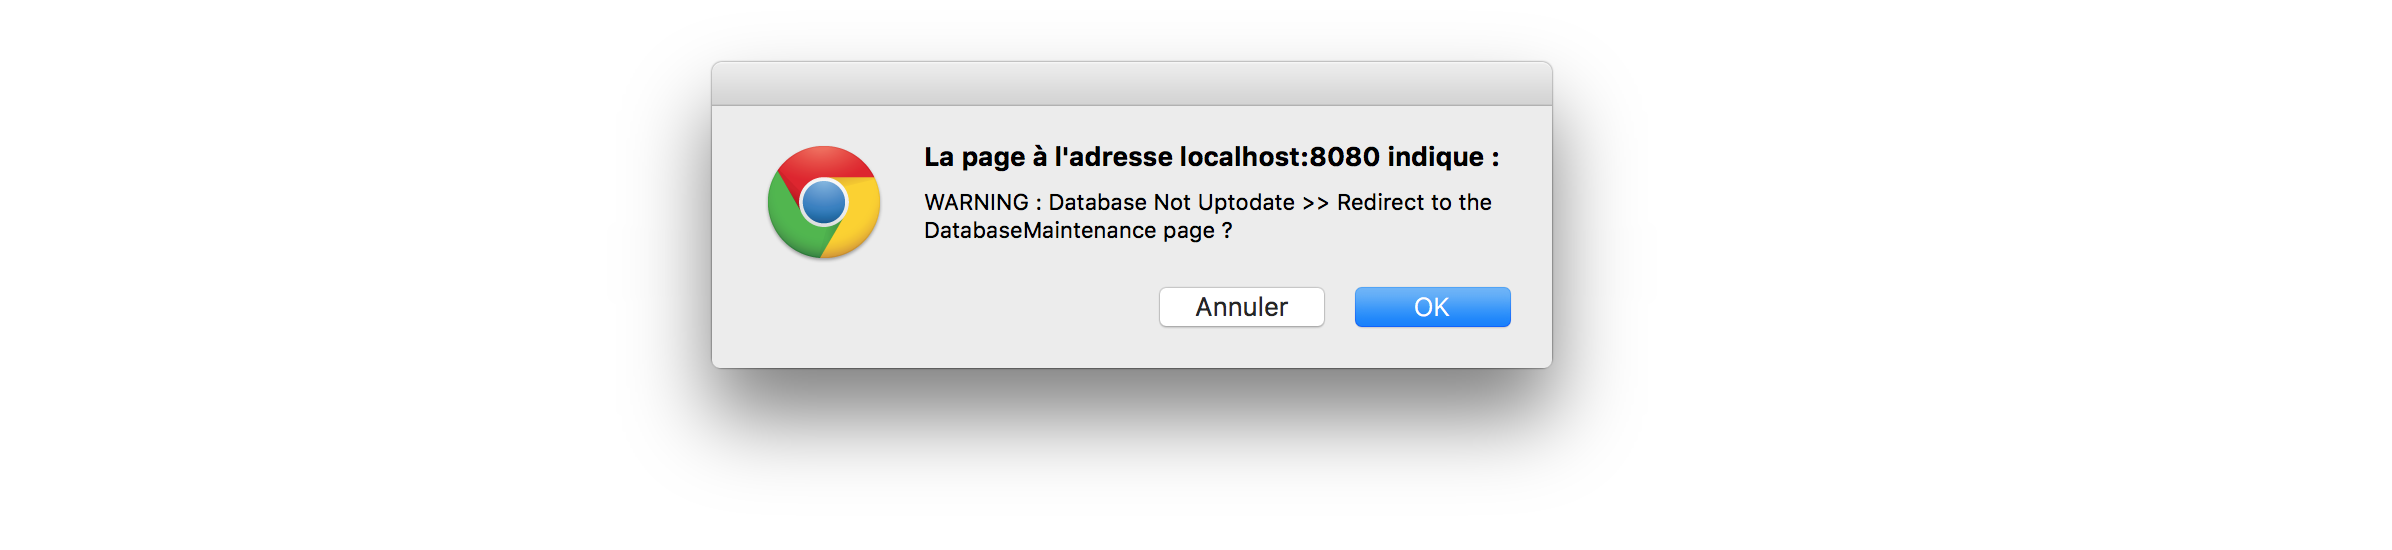 La page à l'adresse localhost:8080 indique :
WARNING : Database Not Uptodate >> Redirect to the
DatabaseMaintenance page ?
Annuler
OK